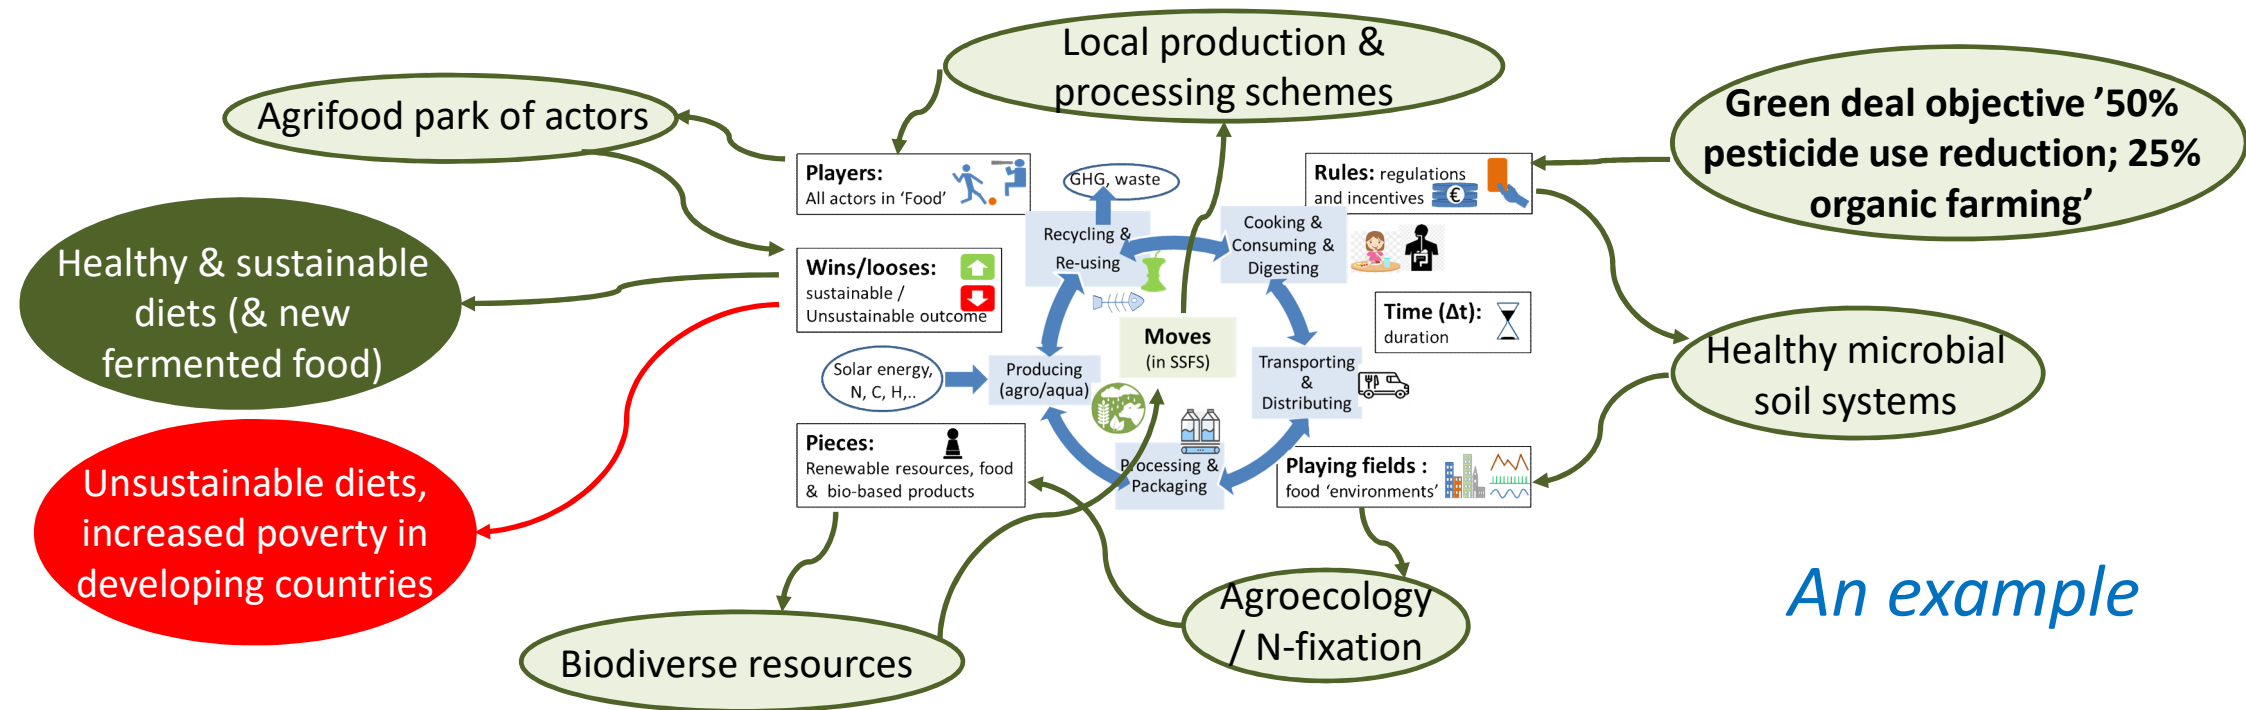 Local production &
processing schemes
Agrifood park of actors
Green deal objective ’50%
pesticide use reduction; 25%
organic farming’
Players:
All actors in ‘Food’
GHG, waste
Rules: regulations
and incentives
€
Recycling &
Re-using
Cooking &
Consuming &
Digesting
Healthy & sustainable
diets (& new
fermented food)
Wins/looses:
sustainable /
Unsustainable outcome
Time (Δt):
duration
Moves
(in SSFS)
Healthy microbial
soil systems
Solar energy,
N, C, H,..
Producing
(agro/aqua)
Transporting
&
Distributing
Pieces:
Renewable resources, food
& bio-based products
Processing &
Packaging
Playing fields :
food ‘environments’
Unsustainable diets,
increased poverty in
developing countries
Agroecology
/ N-fixation
An example
Biodiverse resources